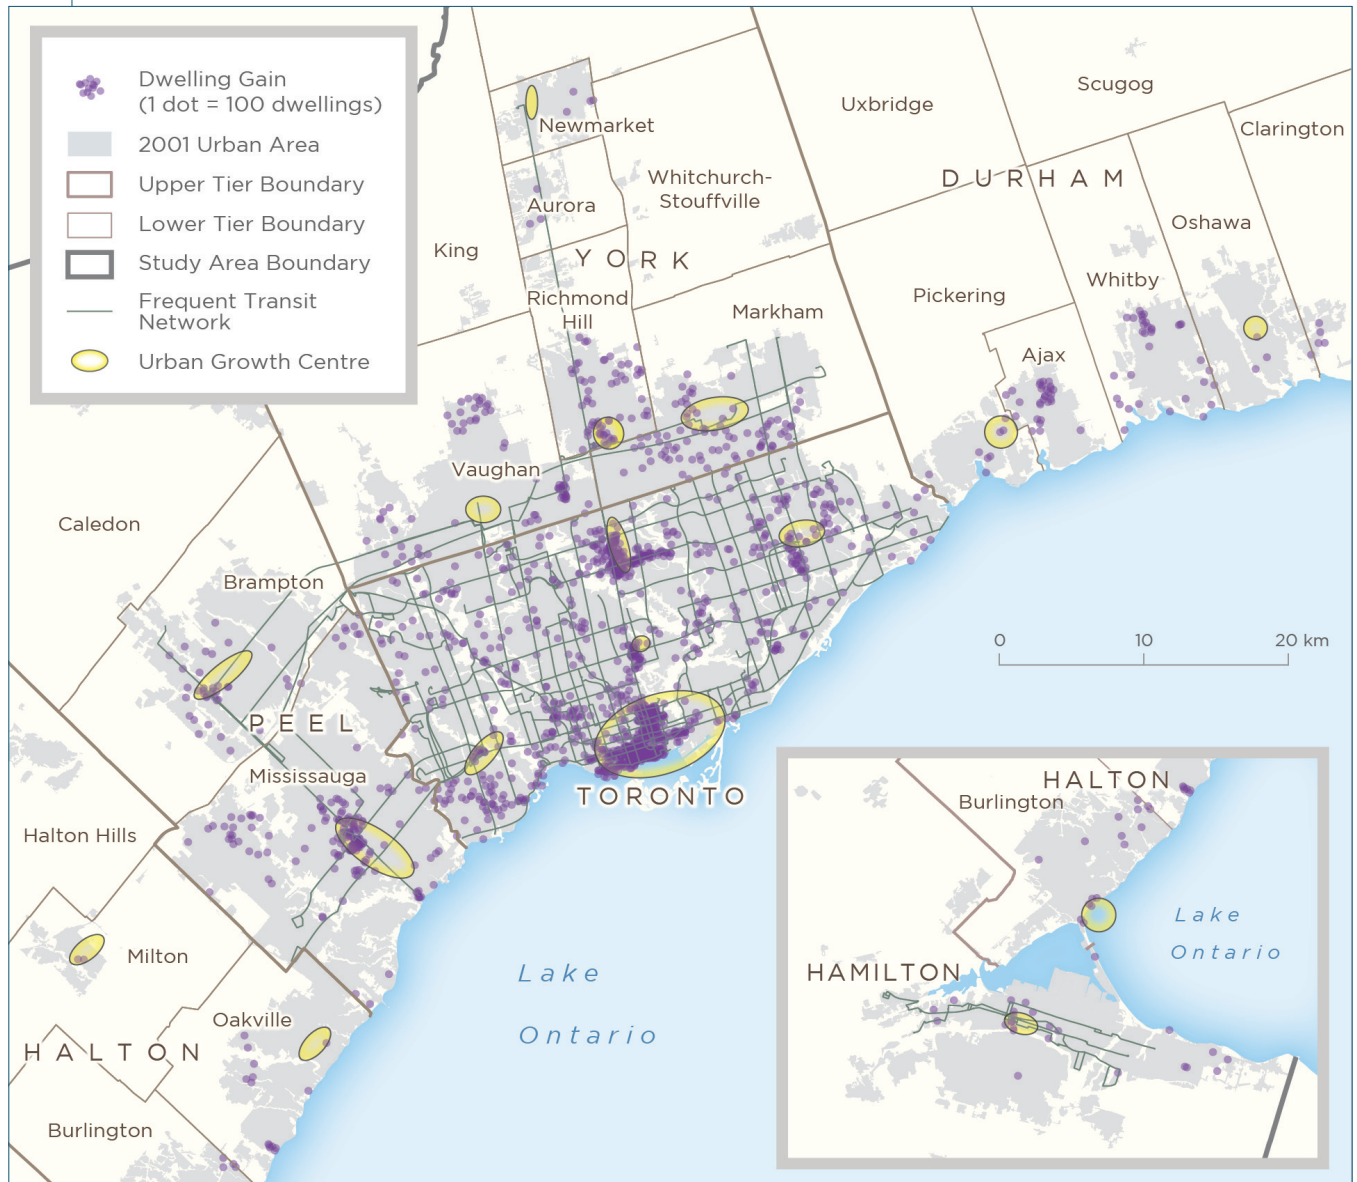 Dwelling Gain
(1 dot = 100 dwellings)
2001 Urban Area
Upper Tier Boundary
Lower Tier Boundary
Study Area Boundary
Frequent Transit
Network
Urban Growth Centre
Newmarket
Aurora
King
Whitchurch-
Stouffville
YORK
Richmond
Hill
Markham
Uxbridge
Scugog
Clarington
DURHAM
Oshawa
Whitby
Pickering
Ajax
Vaughan
Caledon
Brampton
PEEL
Mississauga
TORONTO
Halton Hills
Milton
Oakville
HALTON
Burlington
Lake
Ontario
0 10 20 km
HALTON
Burlington
Lake
Ontario
HAMILTON